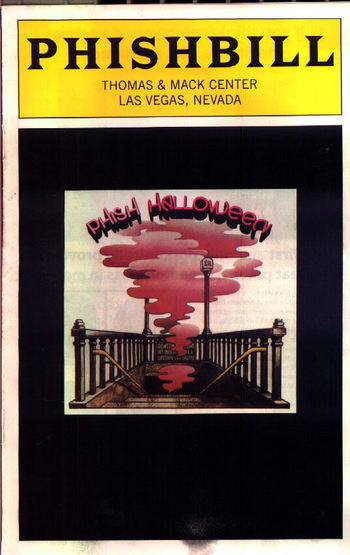 PHISHBILL
THOMAS & MACK CENTER
LAS VEGAS, NEVADA
phish Halloween